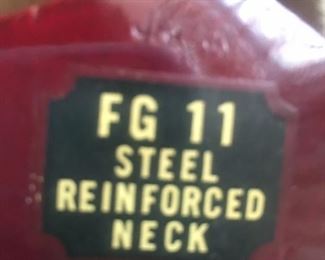 FG 11
STEEL
REINFORCED
NECK